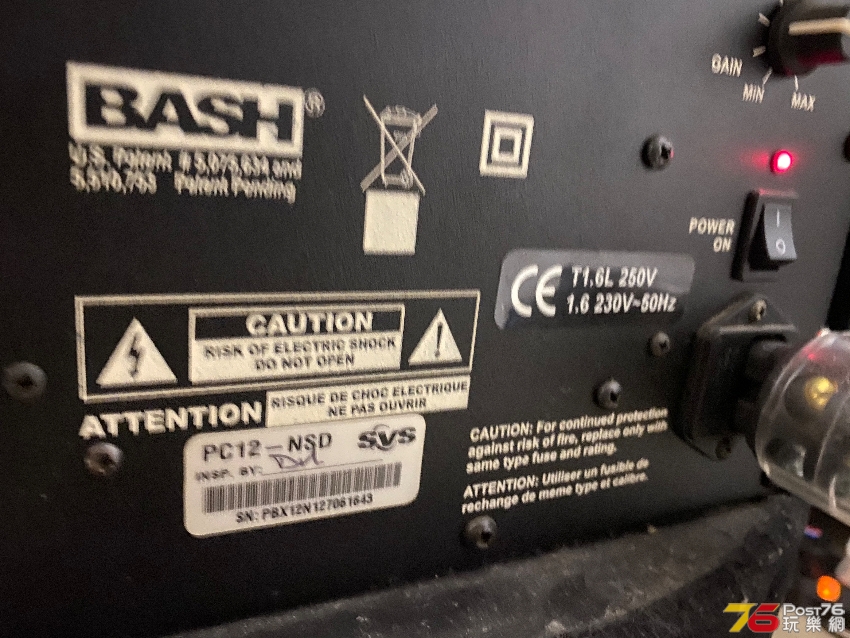 GAIN
MIN
MAX
BASH®
U.S. Patent # 5,075,634 and
5,510,753 Patent Pending
POWER
ON
I
O
CE T1.6L 250V
1.6 230V~50Hz
CAUTION
RISK OF ELECTRIC SHOCK
DO NOT OPEN
ATTENTION
RISQUE DE CHOC ELECTRIQUE
NE PAS OUVRIR
PC12-NSD SVS
INSP. BY:
SN: PBX12N127061643
CAUTION: For continued protection
against risk of fire, replace only with
same type fuse and rating.
ATTENTION: Utiliser un fusible de
rechange de meme type et calibre.
76 Post76
玩樂網